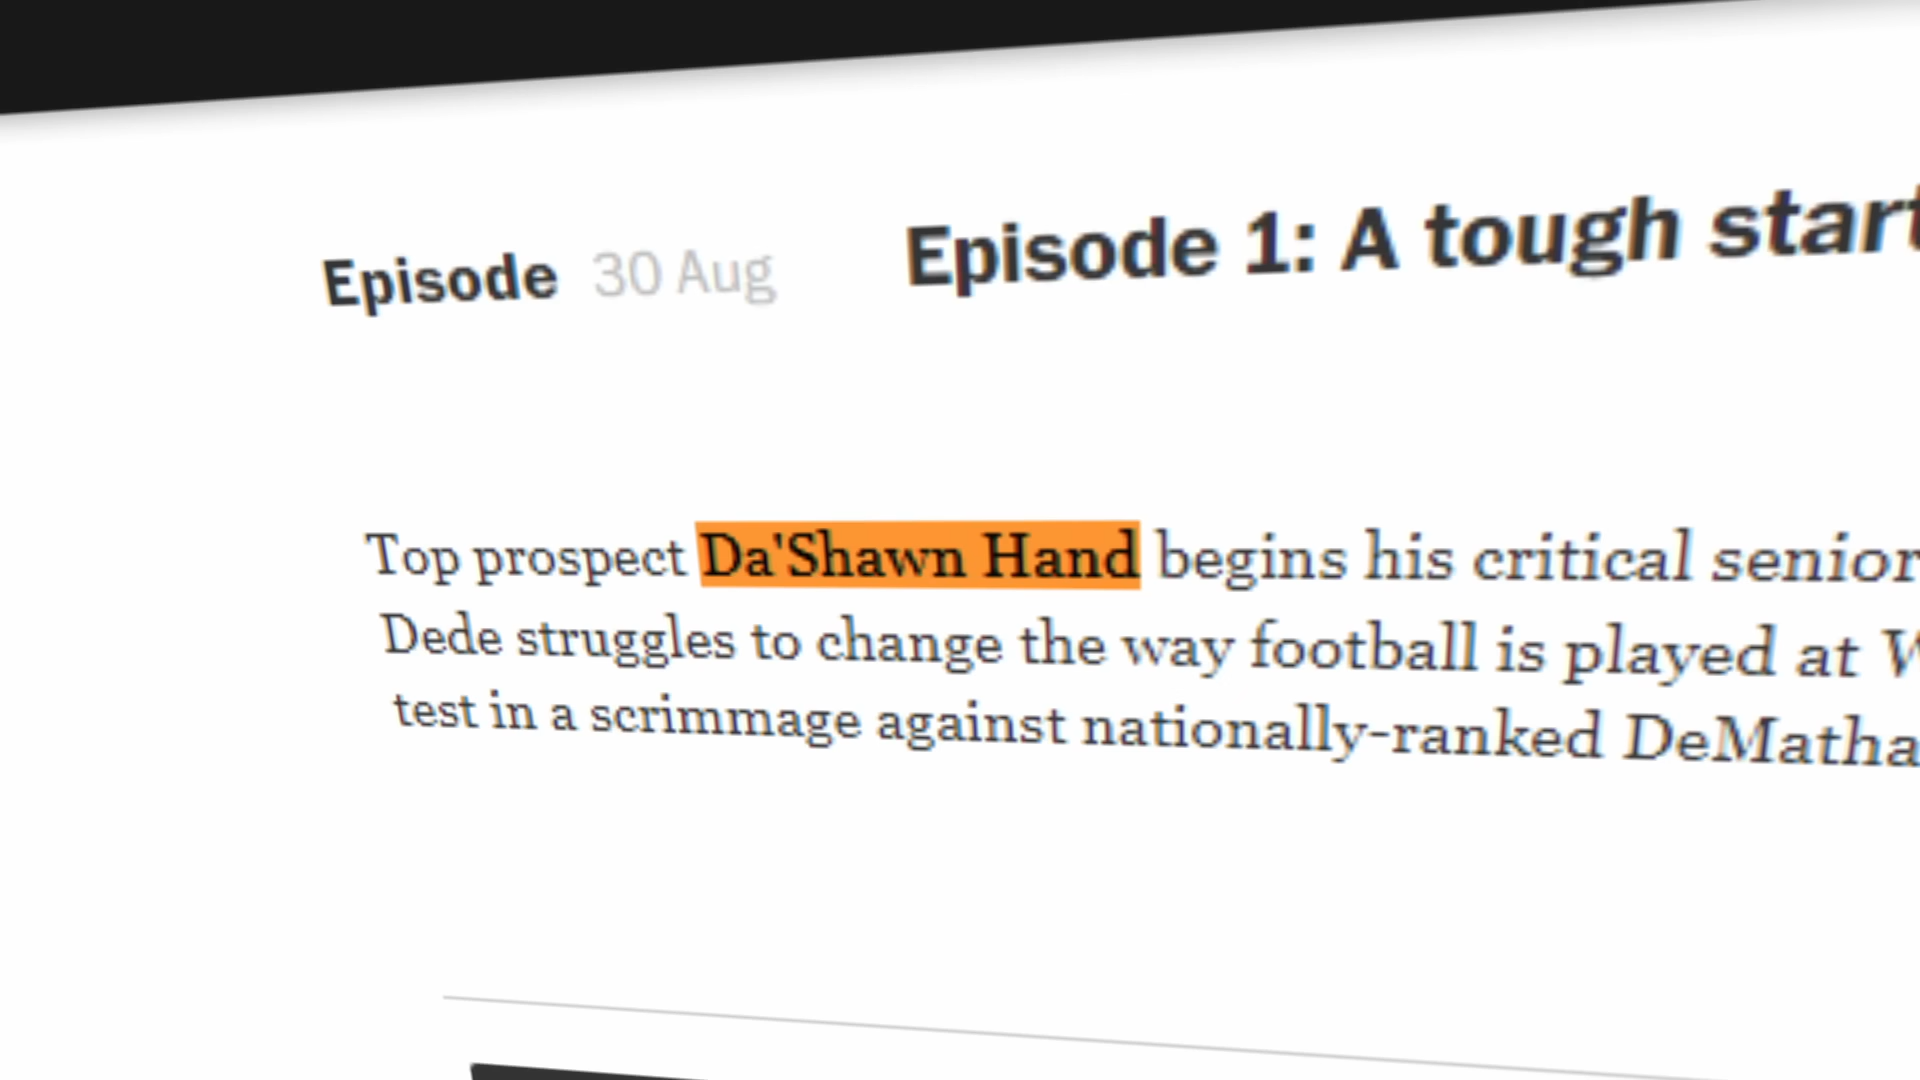 Episode 30 Aug Episode 1: A tough start
Top prospect Da'Shawn Hand begins his critical senior
Dede struggles to change the way football is played at
test in a scrimmage against nationally-ranked DeMatha